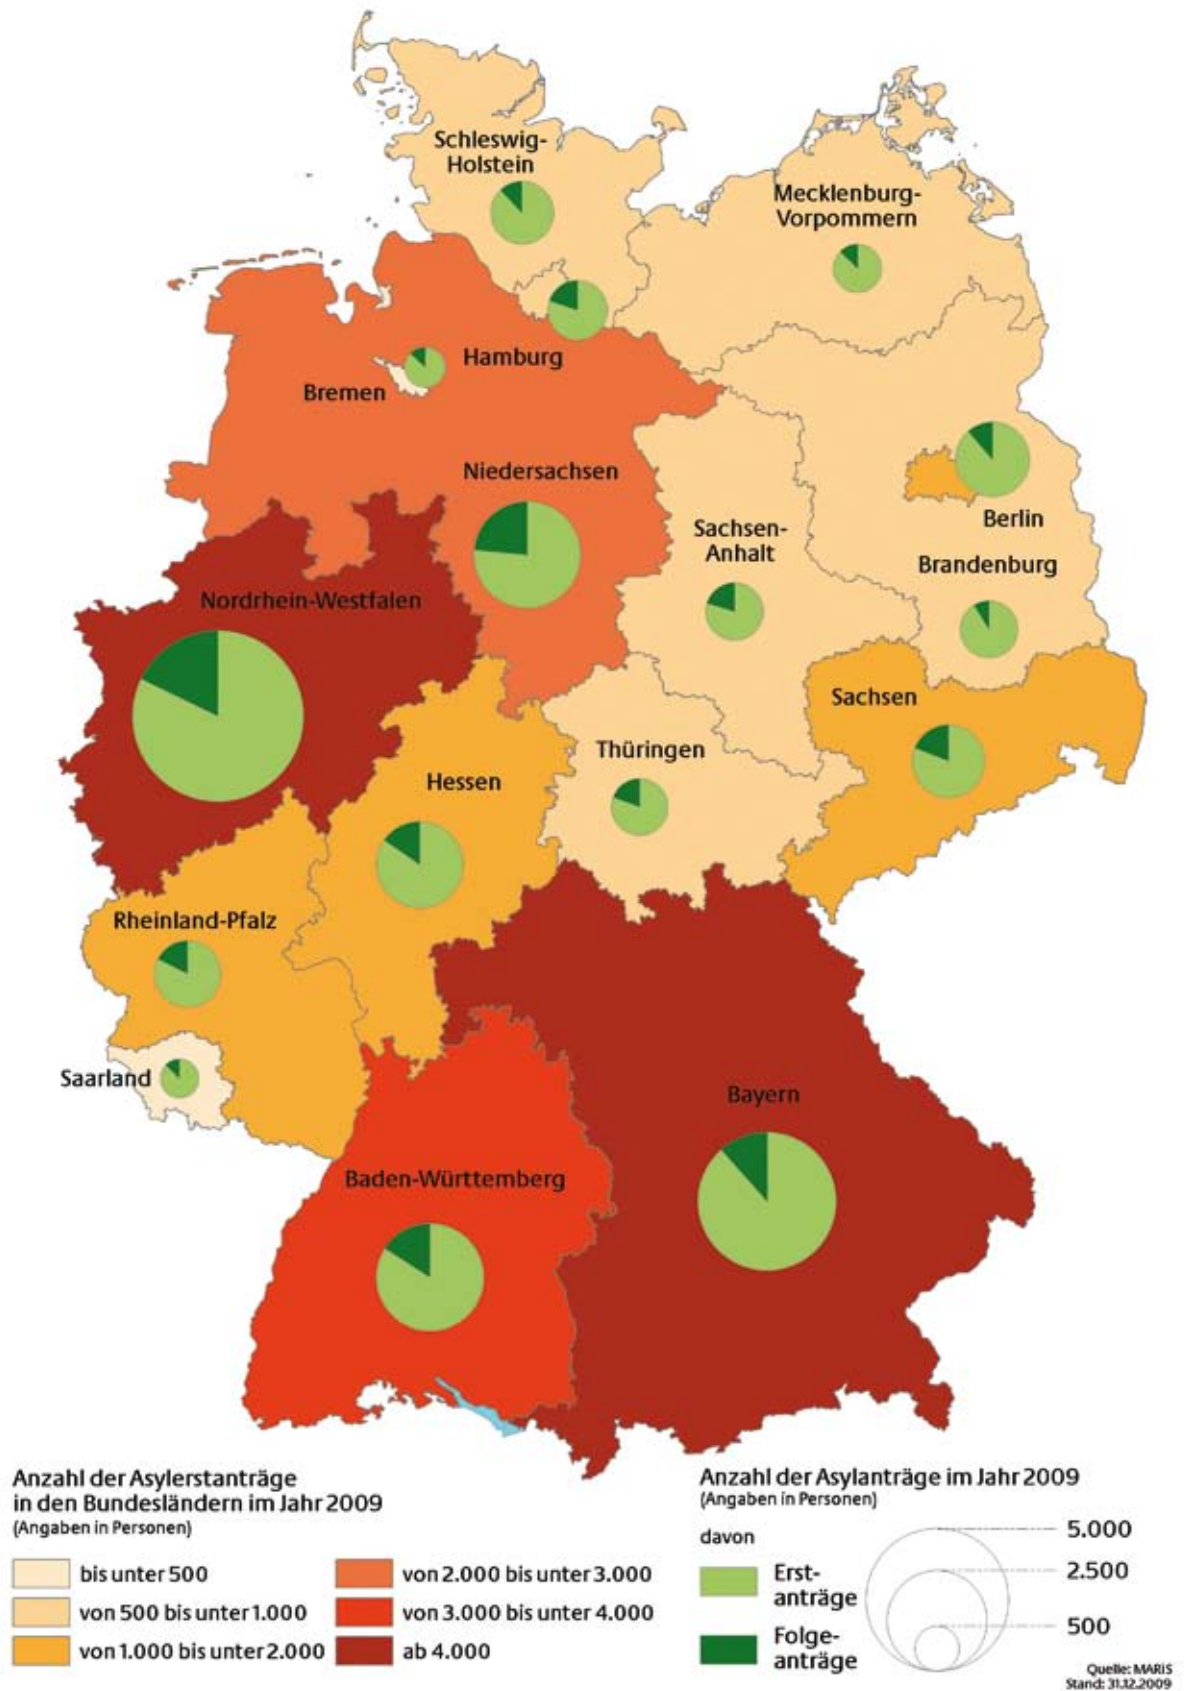 Schleswig-
Holstein
Mecklenburg-
Vorpommern
Hamburg
Bremen
Niedersachsen
Sachsen-
Anhalt
Berlin
Brandenburg
Nordrhein-Westfalen
Sachsen
Thüringen
Hessen
Rheinland-Pfalz
Saarland
Bayern
Baden-Württemberg
Anzahl der Asylerstanträge
in den Bundesländern im Jahr 2009
(Angaben in Personen)
bis unter 500
von 500 bis unter 1.000
von 1.000 bis unter 2.000
von 2.000 bis unter 3.000
von 3.000 bis unter 4.000
ab 4.000
Anzahl der Asylanträge im Jahr 2009
(Angaben in Personen)
davon
Erst-
anträge
Folge-
anträge
5.000
2.500
500
Quelle: MARIS
Stand: 31.12.2009